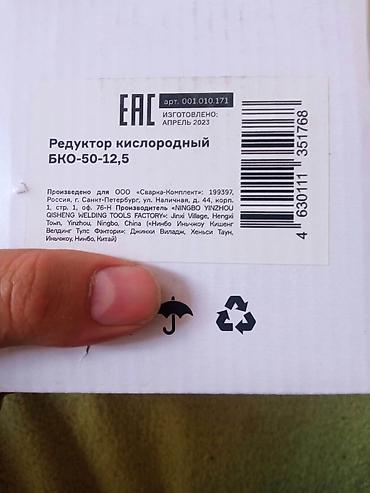 EAC
арт. 001.010.171
ИЗГОТОВЛЕНО:
АПРЕЛЬ 2023
Редуктор кислородный
БКО-50-12,5
Произведено для ООО «Сварка-Комплект»: 199397,
Россия, г. Санкт-Петербург, ул. Наличная, д. 44, корп.
1, стр. 1, оф. 76-Н Производитель «NINGBO YINZHOU
QISHENG WELDING TOOLS FACTORY»: Jinxi Village, Hengxi
Town, Yinzhou, Ningbo, China («Нинбо Иньчжоу Кишенг
Велдинг Тулс Фэктори»: Джинхи Виладж, Хеньси Таун,
Иньчжоу, Нинбо, Китай)
4 630111 351768